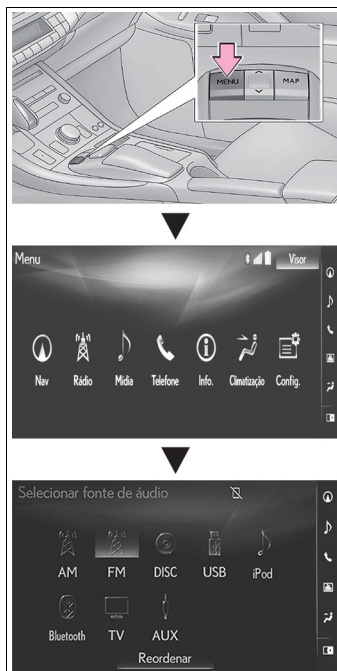 MENU MAP
Menu Visor
Nav Rádio Mídia Telefone Info. Climatização Config.
Selecionar fonte de áudio
AM FM DISC USB iPod
Bluetooth TV AUX
Reordenar